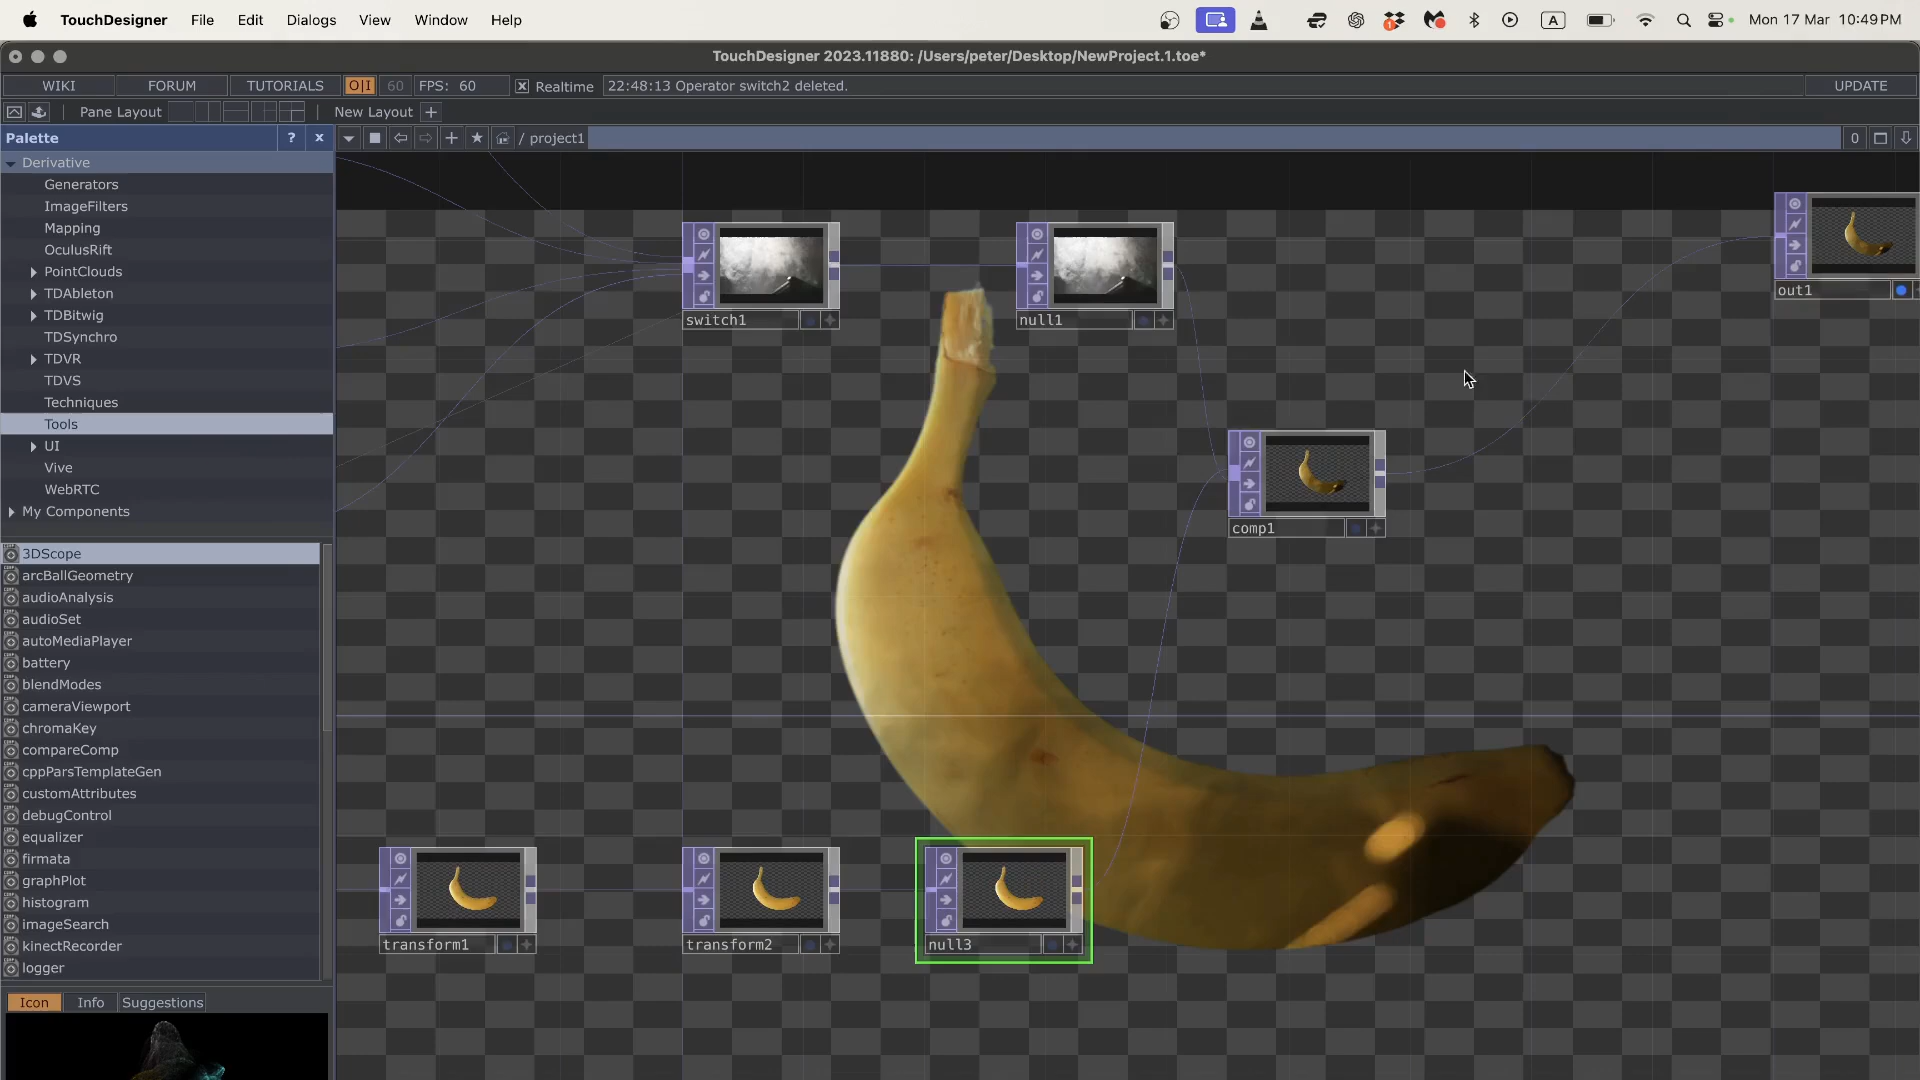 TouchDesigner File Edit Dialogs View Window Help A Mon 17 Mar 10:49 PM
TouchDesigner 2023.11880: /Users/peter/Desktop/NewProject.1.toe*
WIKI FORUM TUTORIALS O|I 60 FPS: 60 Realtime 22:48:13 Operator switch2 deleted. UPDATE
Pane Layout New Layout +
Palette ? x / project1 0
Derivative
Generators
ImageFilters
Mapping
OculusRift
PointClouds
TDAbleton
TDBitwig
TDSynchro
TDVR
TDVS
Techniques
Tools
UI
Vive
WebRTC
My Components
3DScope
arcBallGeometry
audioAnalysis
audioSet
autoMediaPlayer
battery
blendModes
cameraViewport
chromaKey
compareComp
cppParsTemplateGen
customAttributes
debugControl
equalizer
firmata
graphPlot
histogram
imageSearch
kinectRecorder
logger
Icon Info Suggestions
switch1
null1
out1
comp1
transform1
transform2
null3